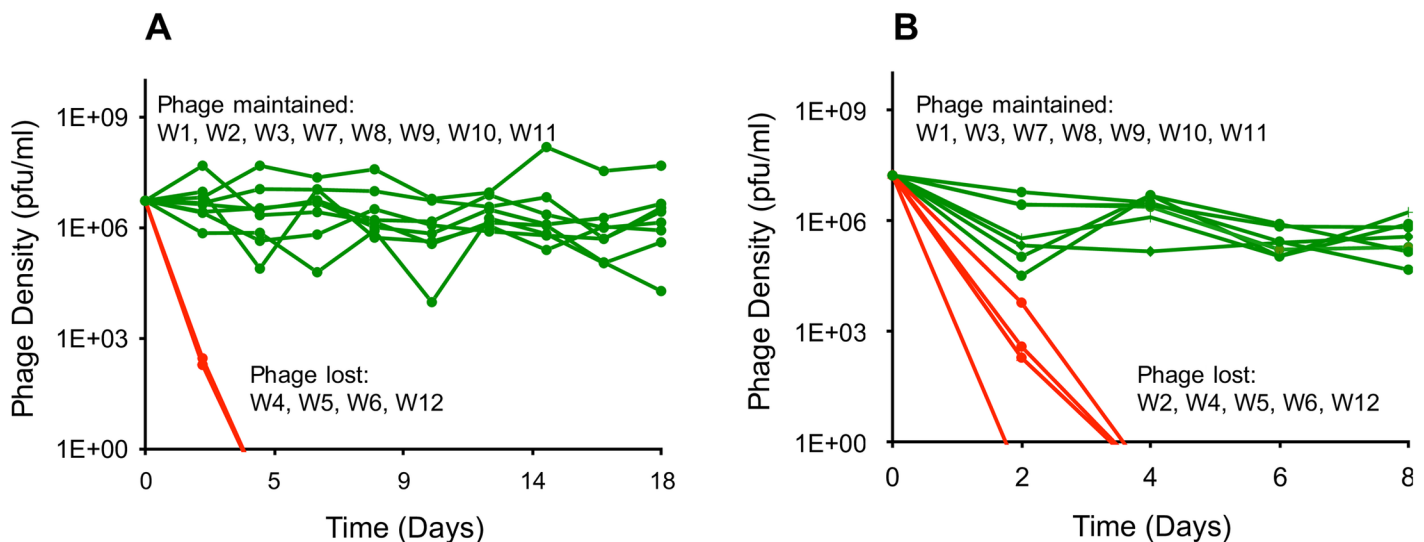 A
Phage Density (pfu/ml)
1E+09
1E+06
1E+03
1E+00
Phage maintained:
W1, W2, W3, W7, W8, W9, W10, W11
Phage lost:
W4, W5, W6, W12
0 5 9 14 18
Time (Days)
B
Phage Density (pfu/ml)
1E+09
1E+06
1E+03
1E+00
Phage maintained:
W1, W3, W7, W8, W9, W10, W11
Phage lost:
W2, W4, W5, W6, W12
0 2 4 6 8
Time (Days)